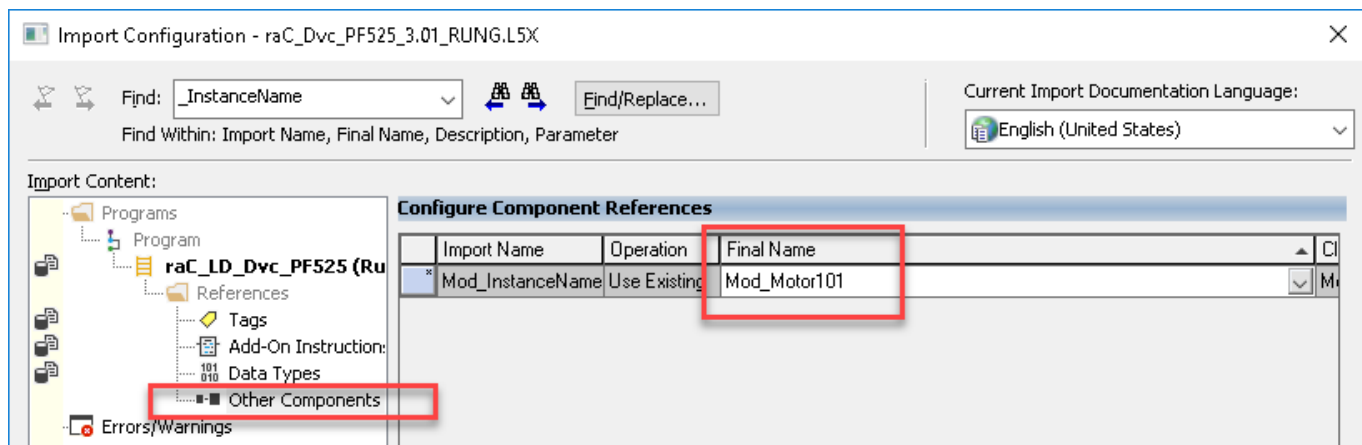 Import Configuration - raC_Dvc_PF525_3.01_RUNG.L5X
Find: _InstanceName Find/Replace...
Find Within: Import Name, Final Name, Description, Parameter
Current Import Documentation Language:
English (United States)
Import Content:
Programs
Program
raC_LD_Dvc_PF525 (Ru
References
Tags
Add-On Instruction
Data Types
Other Components
Errors/Warnings
Configure Component References
Import Name Operation Final Name Cl
Mod_InstanceName Use Existing Mod_Motor101 M